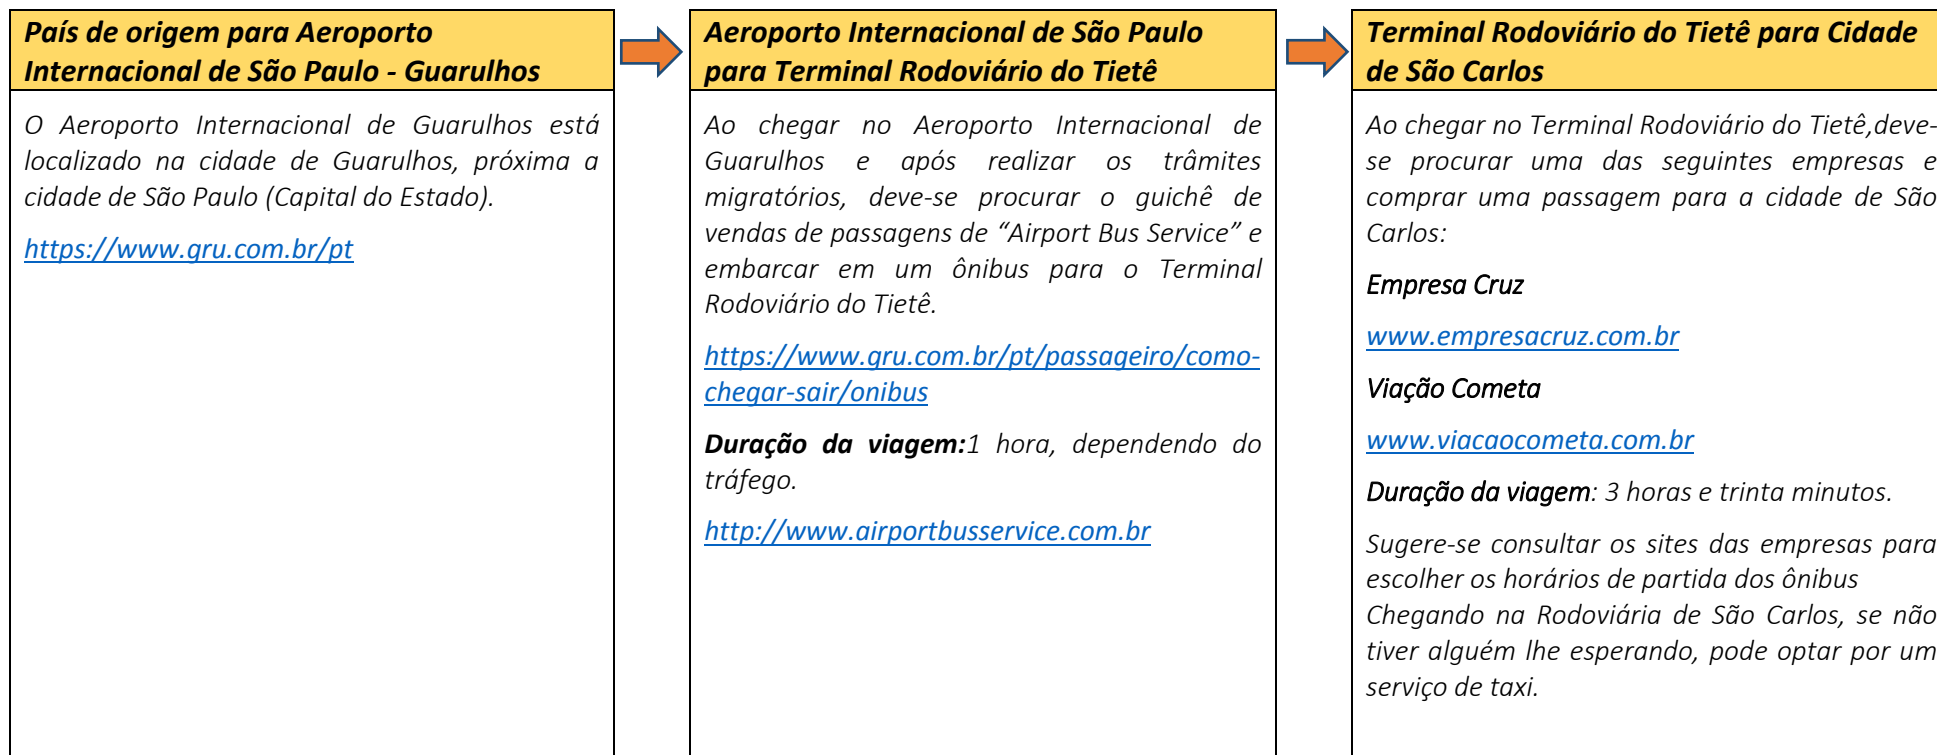 País de origem para Aeroporto
Internacional de São Paulo - Guarulhos
O Aeroporto Internacional de Guarulhos está
localizado na cidade de Guarulhos, próxima a
cidade de São Paulo (Capital do Estado).
https://www.gru.com.br/pt
Aeroporto Internacional de São Paulo
para Terminal Rodoviário do Tietê
Ao chegar no Aeroporto Internacional de
Guarulhos e após realizar os trâmites
migratórios, deve-se procurar o guichê de
vendas de passagens de “Airport Bus Service” e
embarcar em um ônibus para o Terminal
Rodoviário do Tietê.
https://www.gru.com.br/pt/passageiro/como-
chegar-sair/onibus
Duração da viagem:1 hora, dependendo do
tráfego.
http://www.airportbusservice.com.br
Terminal Rodoviário do Tietê para Cidade
de São Carlos
Ao chegar no Terminal Rodoviário do Tietê,deve-
se procurar uma das seguintes empresas e
comprar uma passagem para a cidade de São
Carlos:
Empresa Cruz
www.empresacruz.com.br
Viação Cometa
www.viacaocometa.com.br
Duração da viagem: 3 horas e trinta minutos.
Sugere-se consultar os sites das empresas para
escolher os horários de partida dos ônibus
Chegando na Rodoviária de São Carlos, se não
tiver alguém lhe esperando, pode optar por um
serviço de taxi.